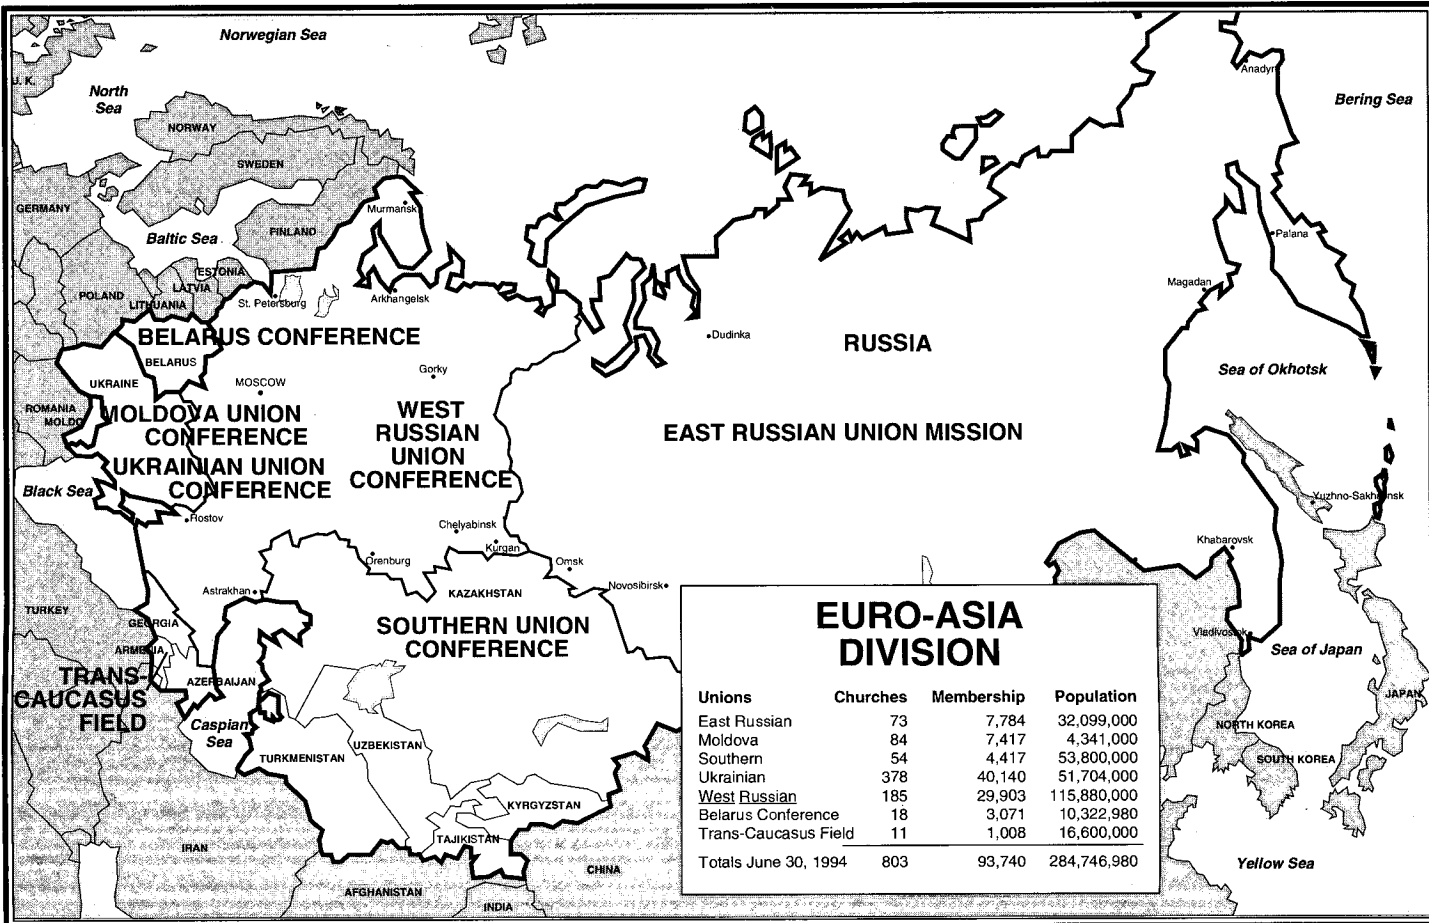 Norwegian Sea
U. K.
North
Sea
Anadyr
Bering Sea
NORWAY
SWEDEN
GERMANY
Murmansk
Baltic Sea
FINLAND
Palana
ESTONIA
LATVIA
LITHUANIA
POLAND
St. Petersburg
Arkhangelsk
Magadan
BELARUS CONFERENCE
Dudinka
RUSSIA
BELARUS
UKRAINE
MOSCOW
Gorky
Sea of Okhotsk
ROMANIA
MOLDO
MOLDOVA UNION
CONFERENCE
WEST
RUSSIAN
UNION
CONFERENCE
EAST RUSSIAN UNION MISSION
UKRAINIAN UNION
CONFERENCE
Black Sea
Rostov
Yuzhno-Sakhalinsk
Chelyabinsk
Kurgan
Orenburg
Omsk
Khabarovsk
Astrakhan
KAZAKHSTAN
Novosibirsk
TURKEY
GEORGIA
SOUTHERN UNION
CONFERENCE
Vladivostok
ARMENIA
Sea of Japan
TRANS-
CAUCASUS
FIELD
AZERBAIJAN
JAPAN
Caspian
Sea
NORTH KOREA
UZBEKISTAN
TURKMENISTAN
SOUTH KOREA
KYRGYZSTAN
TAJIKISTAN
IRAN
CHINA
Yellow Sea
AFGHANISTAN
INDIA
EURO-ASIA
DIVISION
Unions Churches Membership Population
East Russian 73 7,784 32,099,000
Moldova 84 7,417 4,341,000
Southern 54 4,417 53,800,000
Ukrainian 378 40,140 51,704,000
West Russian 185 29,903 115,880,000
Belarus Conference 18 3,071 10,322,980
Trans-Caucasus Field 11 1,008 16,600,000
Totals June 30, 1994 803 93,740 284,746,980